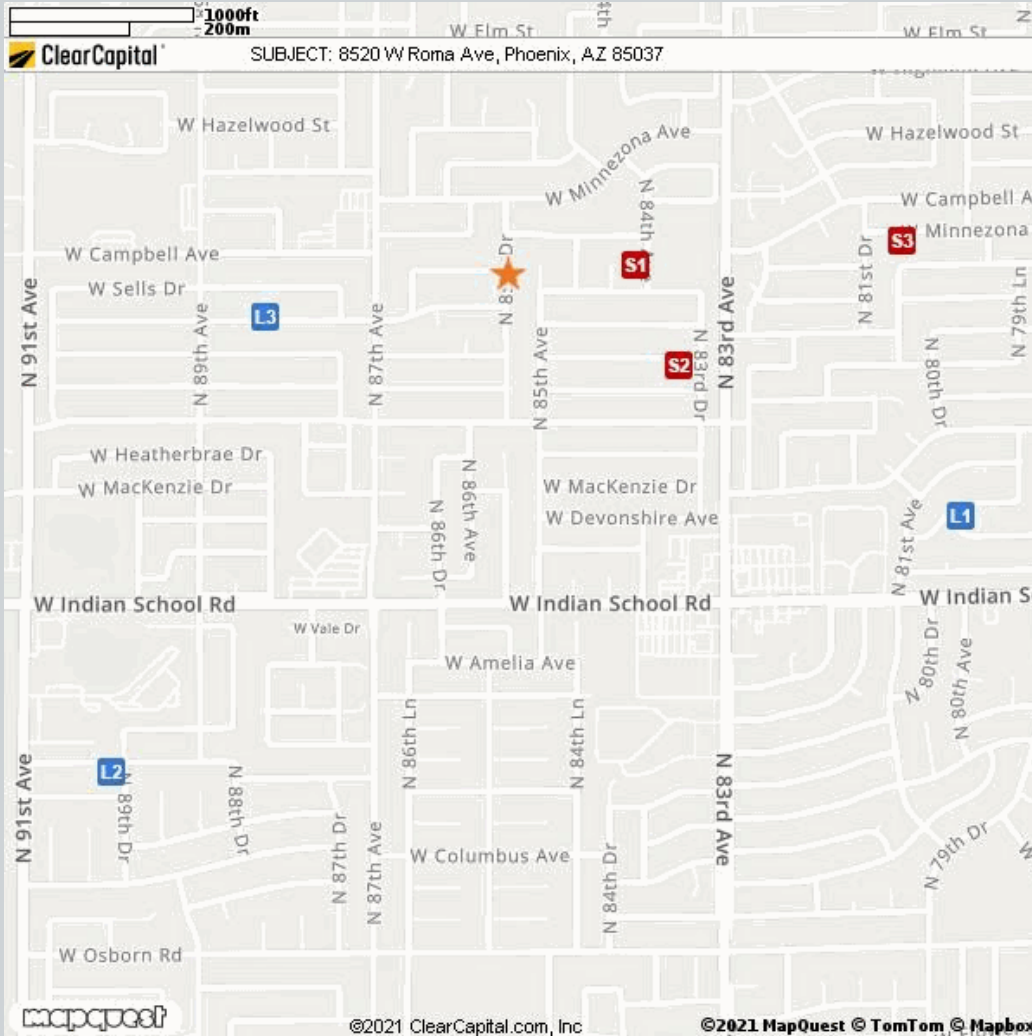 1000ft
200m
W Elm St
W Elm St
ClearCapital
SUBJECT: 8520 W Roma Ave, Phoenix, AZ 85037
W Hazelwood St
W Minnezona Ave
W Hazelwood St
N 84th
W Campbell A
S3
Minnezona
W Campbell Ave
Dr
S1
N 81st Dr
W Sells Dr
L3
N 91st Ave
N 89th Ave
N 87th Ave
N 85th Ave
S2
N 83rd Dr
N 83rd Ave
N 80th Dr
N 79th Ln
W Heatherbrae Dr
W MacKenzie Dr
N 86th Dr
N 86th Ave
W MacKenzie Dr
W Devonshire Ave
N 81st Ave
L1
W Indian School Rd
W Indian School Rd
W Indian S
W Vale Dr
W Amelia Ave
N 80th Dr
N 80th Ave
N 91st Ave
L2
N 89th Dr
N 88th Dr
N 87th Dr
N 87th Ave
N 86th Ln
N 84th Ln
N 83rd Ave
W Columbus Ave
N 84th Dr
N 79th Dr
W Osborn Rd
mapquest
©2021 ClearCapital.com, Inc
©2021 MapQuest © TomTom © Mapbox